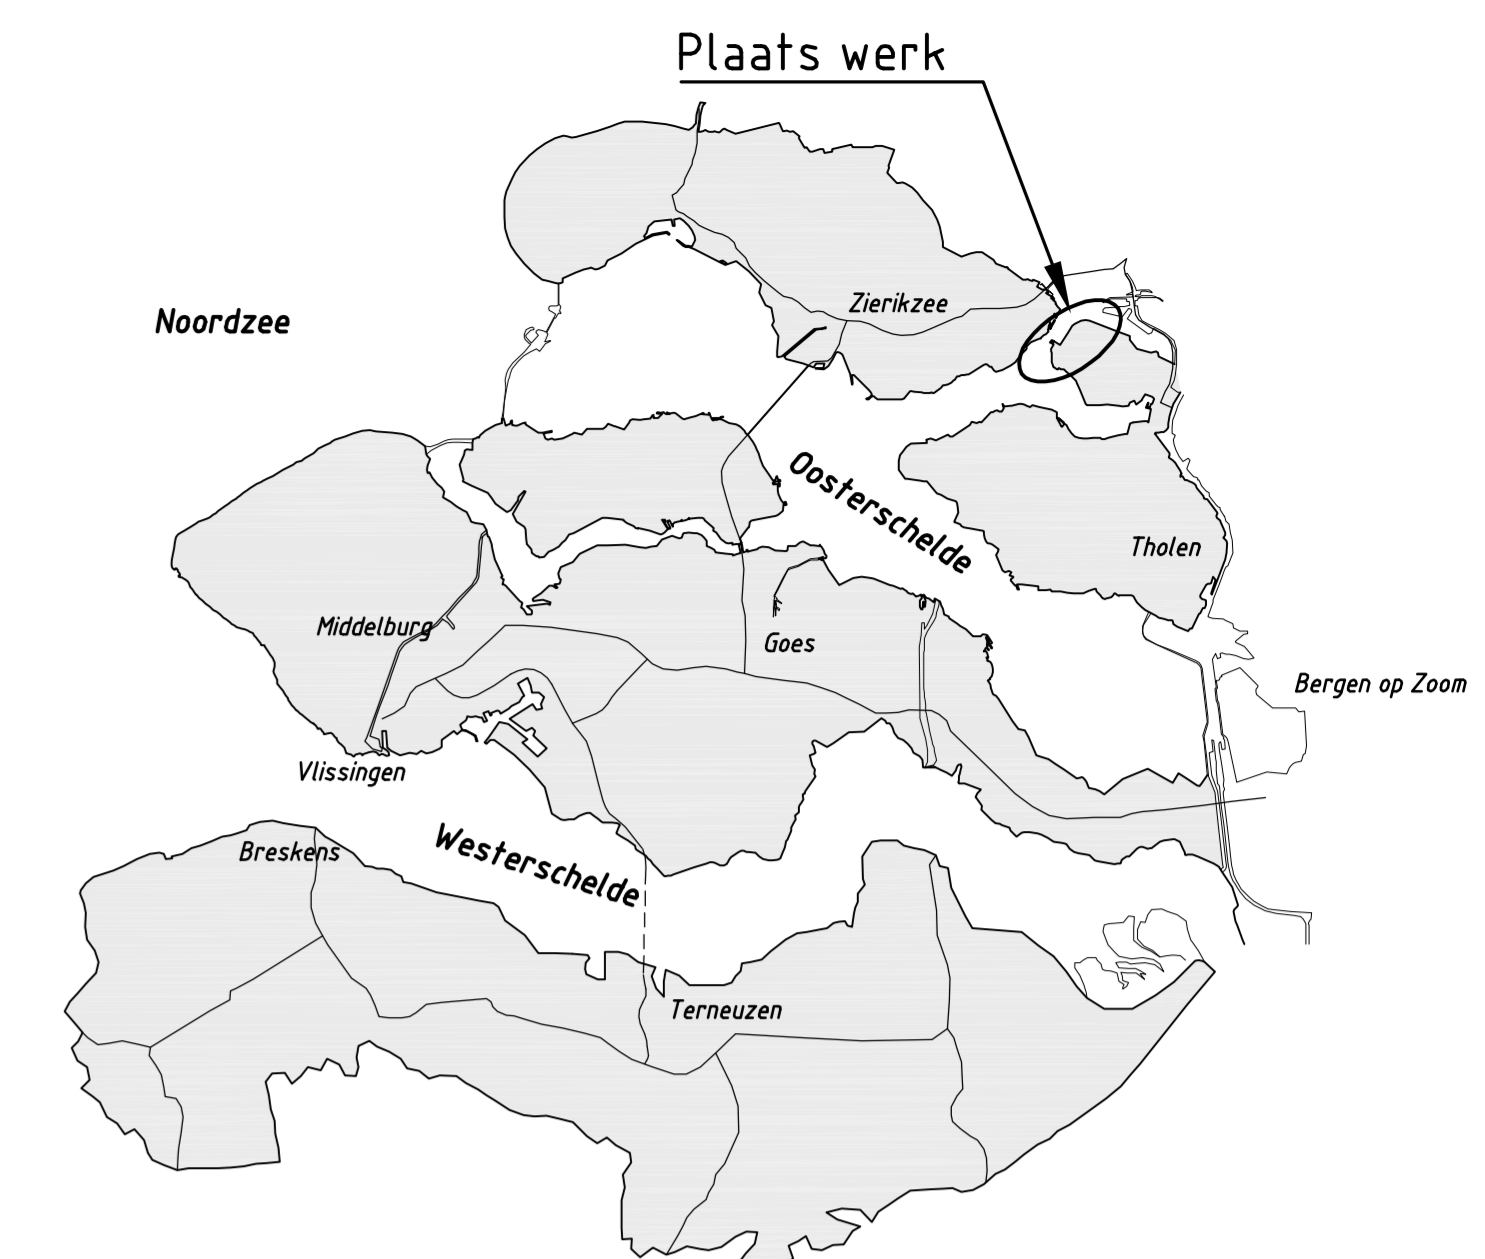 Plaats werk
Zierikzee
Noordzee
Oosterschelde
Tholen
Middelburg
Goes
Bergen op Zoom
Vlissingen
Breskens
Westerschelde
Terneuzen